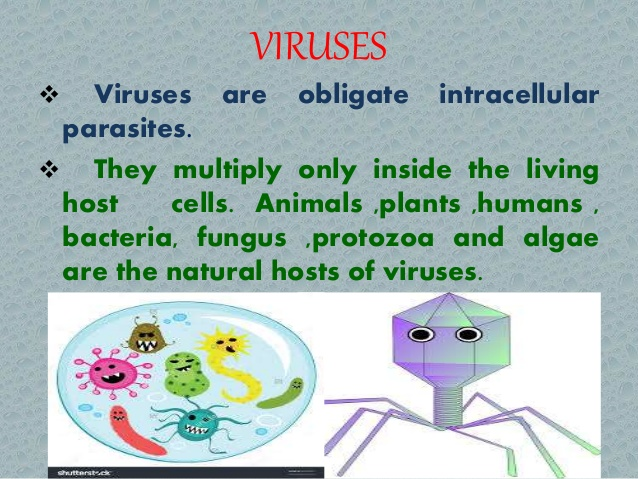 VIRUSES
❖ Viruses are obligate intracellular
parasites.
❖ They multiply only inside the living
host cells. Animals ,plants ,humans ,
bacteria, fungus ,protozoa and algae
are the natural hosts of viruses.
shutterstock